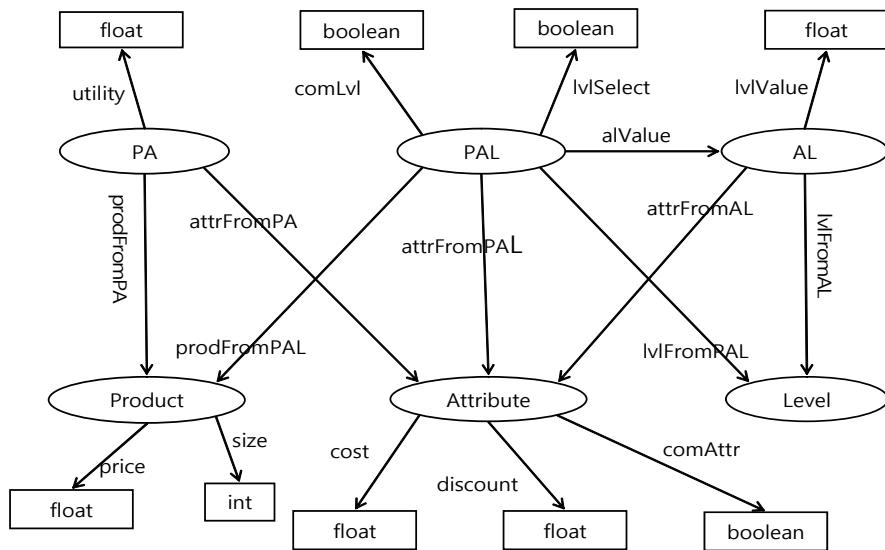 float
boolean
boolean
float
utility
comLvl
lvlSelect
lvlValue
PA
PAL
alValue
AL
prodFromPA
attrFromPA
attrFromPAL
attrFromAL
lvlFromAL
prodFromPAL
lvlFromPAL
Product
Attribute
Level
price
size
cost
discount
comAttr
float
int
float
float
boolean